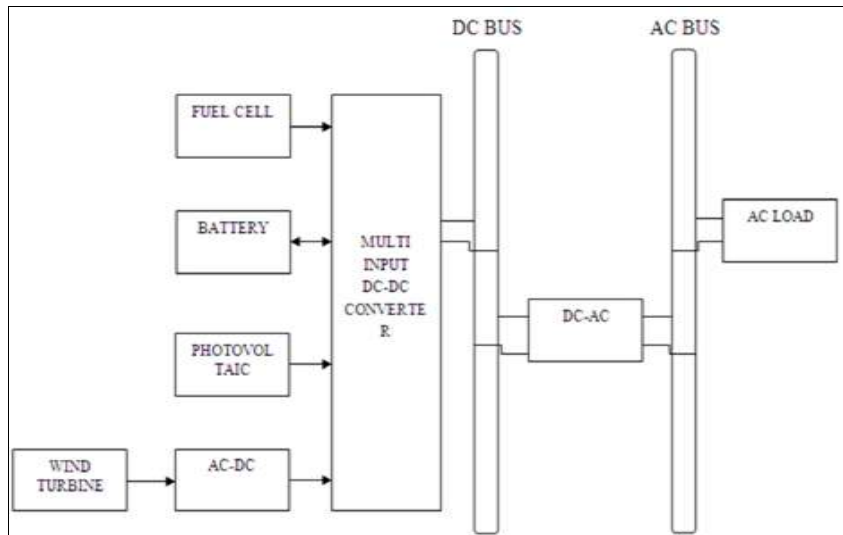 DC BUS
AC BUS
FUEL CELL
BATTERY
PHOTOVOL
TAIC
WIND
TURBINE
AC-DC
MULTI
INPUT
DC-DC
CONVERTE
R
DC-AC
AC LOAD